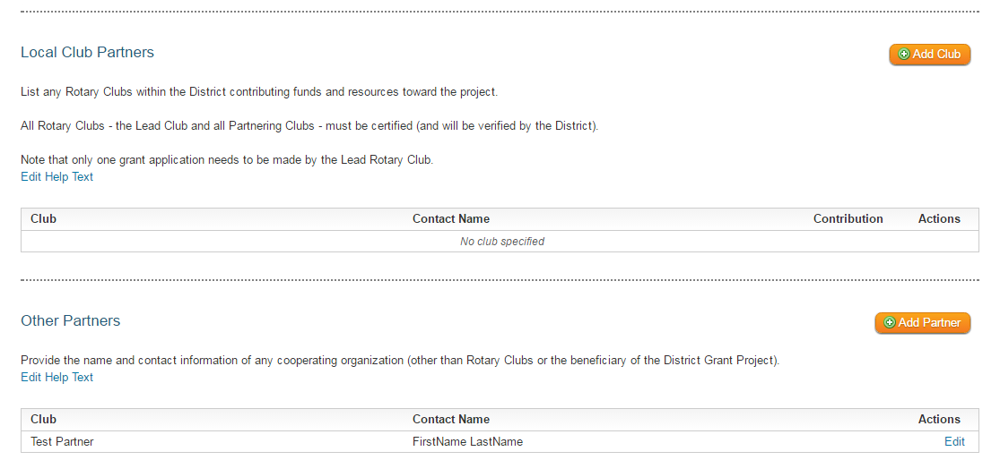 Local Club Partners
Add Club
List any Rotary Clubs within the District contributing funds and resources toward the project.
All Rotary Clubs - the Lead Club and all Partnering Clubs - must be certified (and will be verified by the District).
Note that only one grant application needs to be made by the Lead Rotary Club.
Edit Help Text
Club Contact Name Contribution Actions
No club specified
Other Partners
Add Partner
Provide the name and contact information of any cooperating organization (other than Rotary Clubs or the beneficiary of the District Grant Project).
Edit Help Text
Club Contact Name Actions
Test Partner FirstName LastName Edit